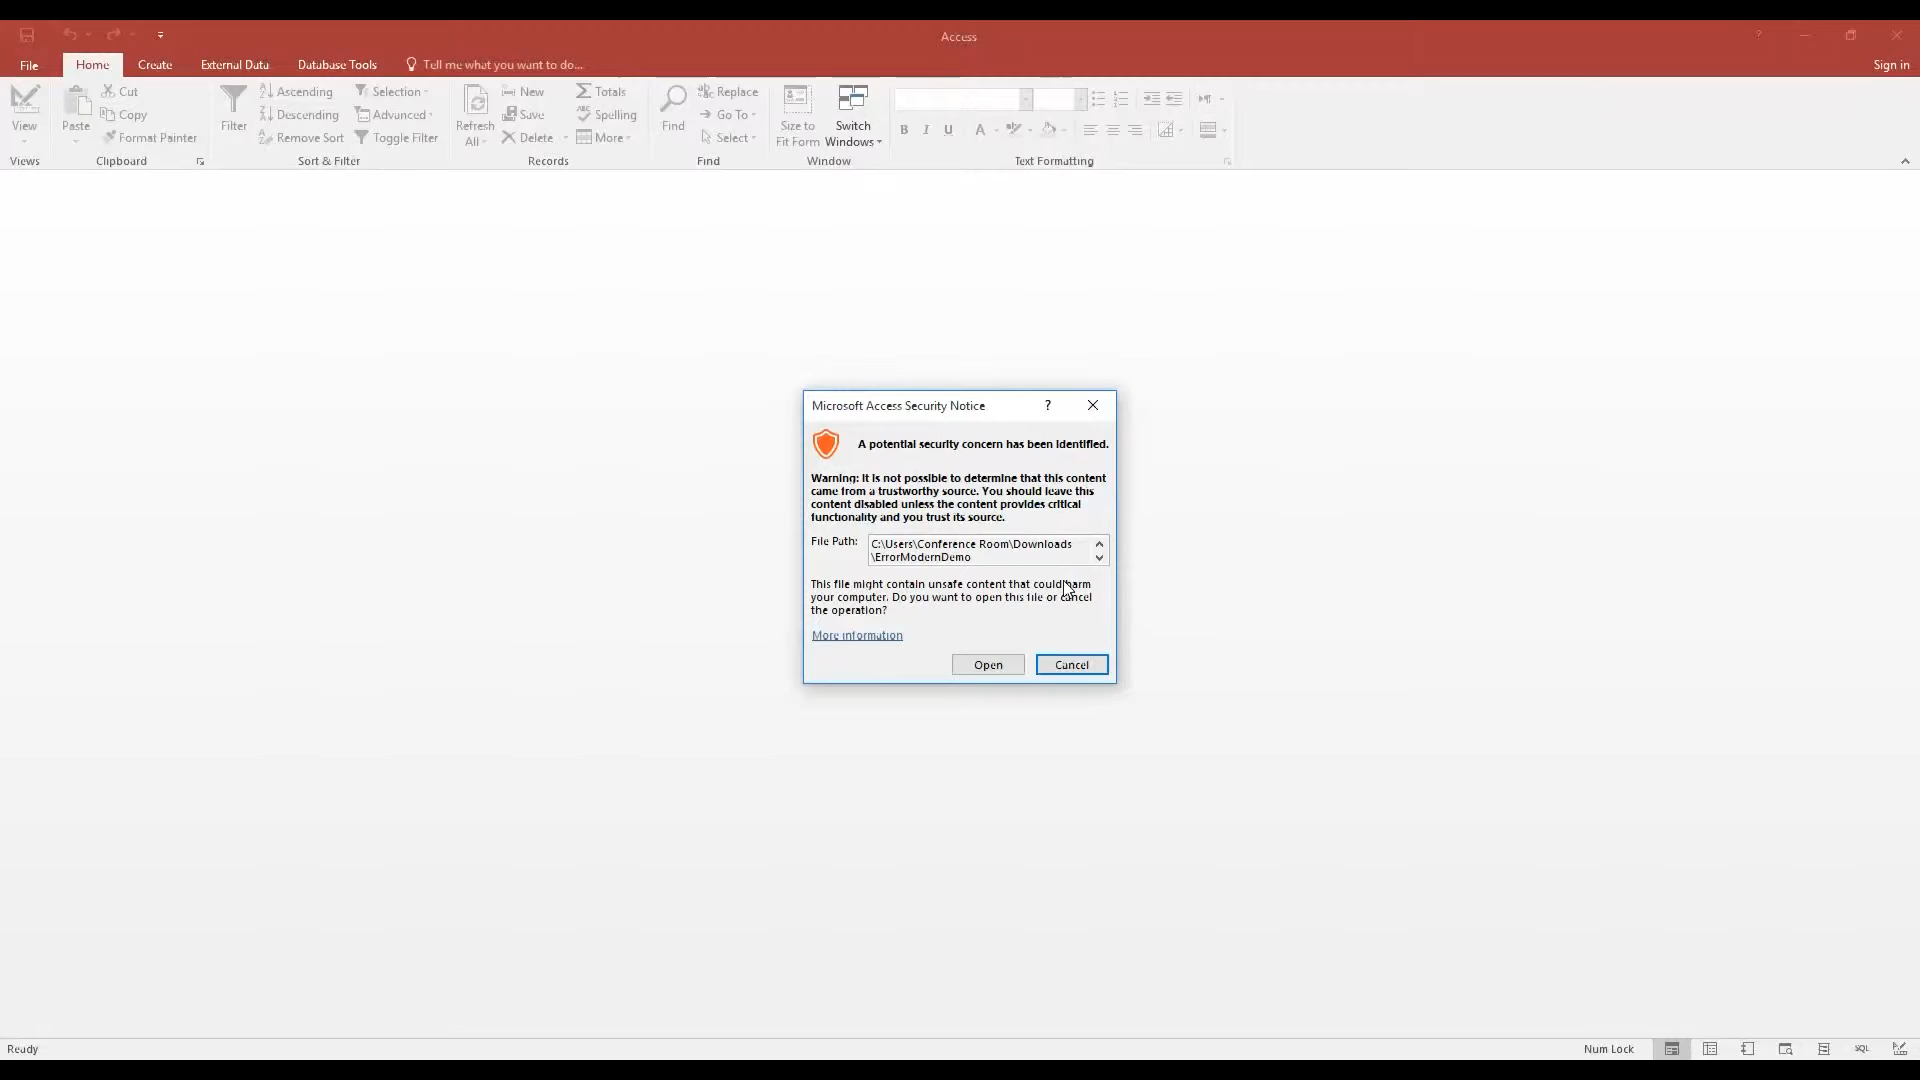 Access
File Home Create External Data Database Tools Tell me what you want to do... Sign in
View
Views
Paste
Cut
Copy
Format Painter
Clipboard
Filter
Ascending
Descending
Remove Sort
Selection
Advanced
Toggle Filter
Sort & Filter
Refresh
All
New
Save
Delete
Totals
Spelling
More
Records
Find
Replace
Go To
Select
Find
Size to
Fit Form
Switch
Windows
Window
B I U A
Text Formatting
Microsoft Access Security Notice ?
A potential security concern has been identified.
Warning: It is not possible to determine that this content
came from a trustworthy source. You should leave this
content disabled unless the content provides critical
functionality and you trust its source.
File Path: C:\Users\Conference Room\Downloads
\ErrorModernDemo
This file might contain unsafe content that could harm
your computer. Do you want to open this file or cancel
the operation?
More information
Open Cancel
Ready Num Lock SQL